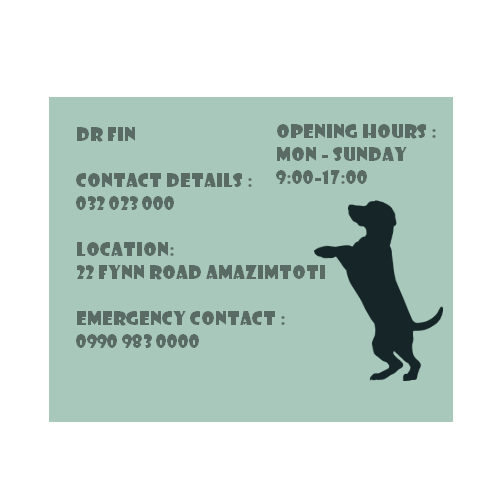 DR FIN
CONTACT DETAILS :
032 023 000
LOCATION:
22 FYNN ROAD AMAZIMTOTI
EMERGENCY CONTACT :
0990 983 0000
OPENING HOURS :
MON - SUNDAY
9:00-17:00